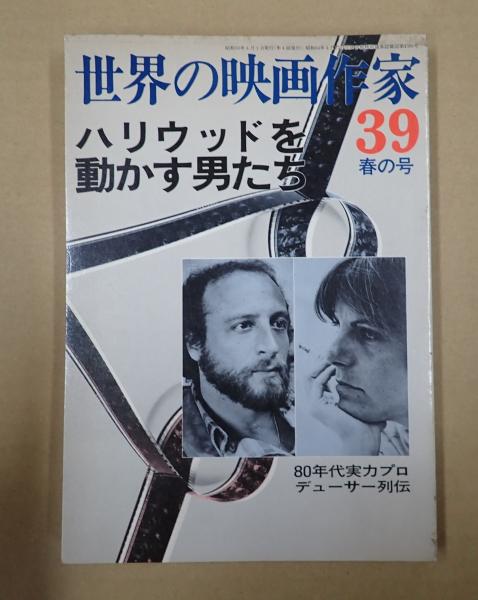 世界の映画作家
39
春の号
ハリウッドを
動かす男たち
80年代実力プロ
デューサー列伝